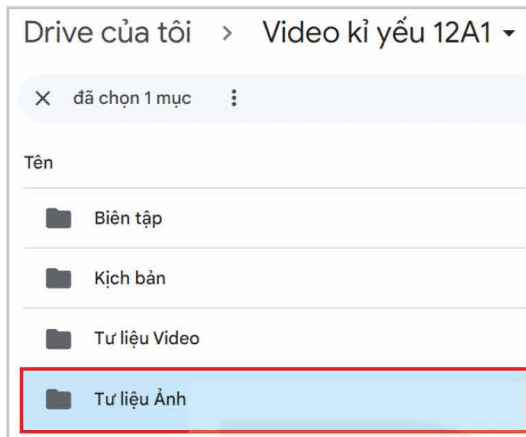 Drive của tôi > Video kỉ yếu 12A1
đã chọn 1 mục
Tên
Biên tập
Kịch bản
Tư liệu Video
Tư liệu Ảnh